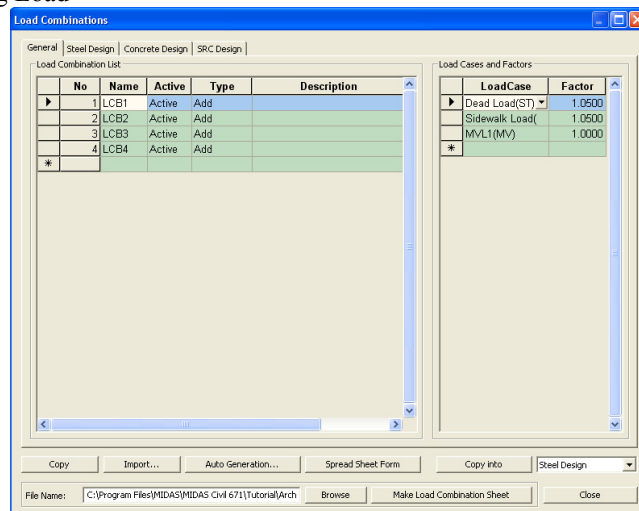 g Load
Load Combinations
General Steel Design Concrete Design SRC Design
Load Combination List
No Name Active Type Description
1 LCB1 Active Add
2 LCB2 Active Add
3 LCB3 Active Add
4 LCB4 Active Add
*
Load Cases and Factors
LoadCase Factor
Dead Load(ST) 1.0500
Sidewalk Load( 1.0500
MVL1(MV) 1.0000
*
Copy Import... Auto Generation... Spread Sheet Form Copy into Steel Design
File Name: C:\Program Files\MIDAS\MIDAS Civil 671\Tutorial\Arch Browse Make Load Combination Sheet Close